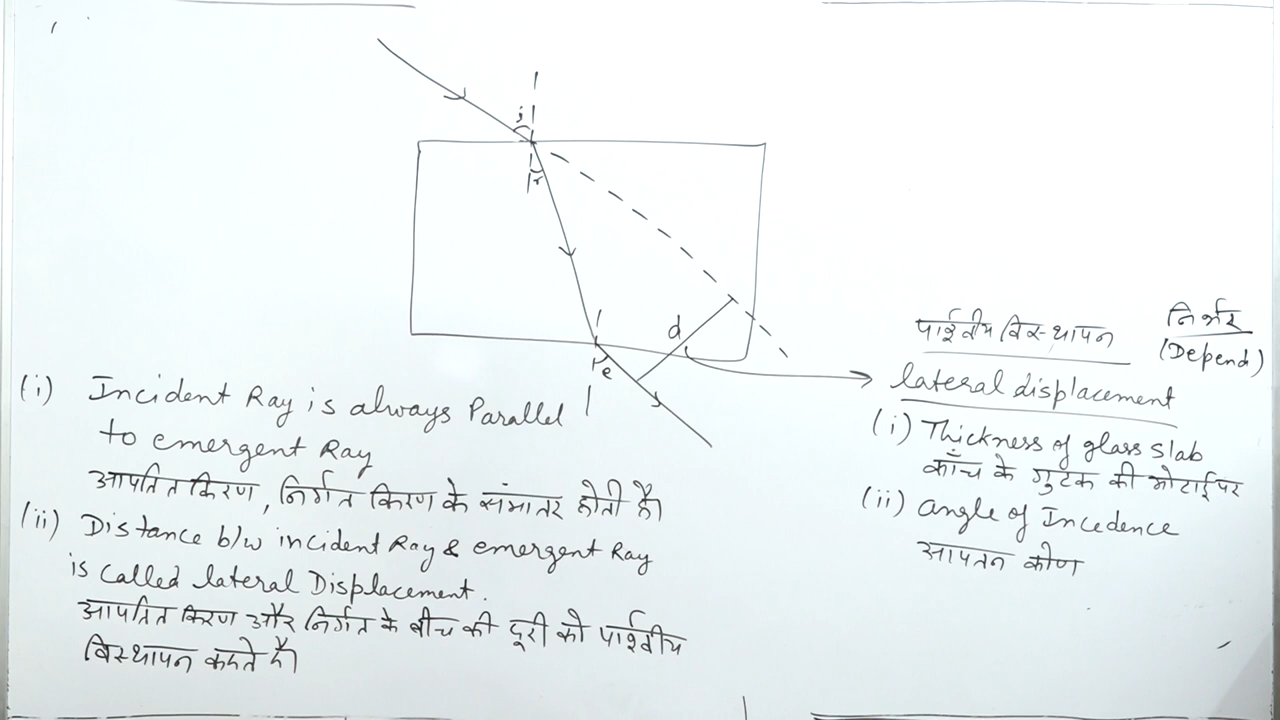 i
r
d
e
(i) Incident Ray is always Parallel
to emergent Ray
आपतित किरण, निर्गत किरण के संमातर होती है।
(ii) Distance b/w incident Ray & emergent Ray
is Called lateral Displacement.
आपतित किरण और निर्गत के बीच की दूरी को पार्श्वीय
विस्थापन कहते है।
पार्श्वीय विस्थापन
निर्भर
(Depend)
lateral displacement
(i) Thickness of glass slab
काँच के गुटक की मोटाई पर
(ii) angle of Incedence
आपतन कोण